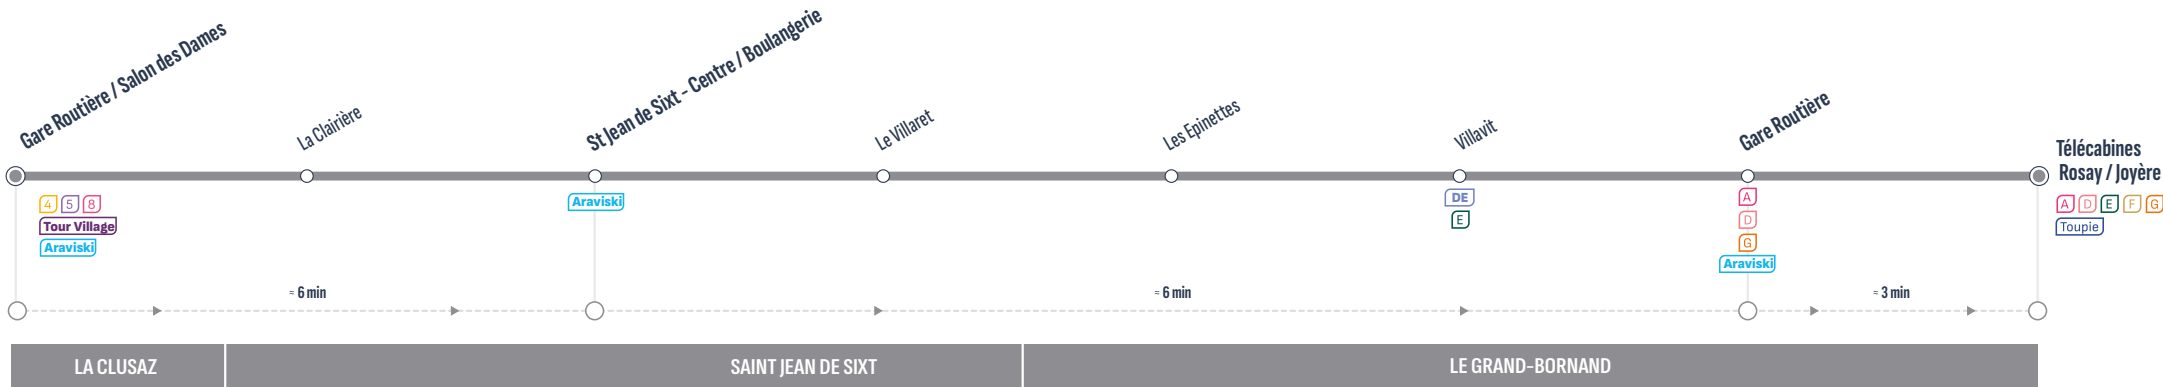 Gare Routière / Salon des Dames
La Clairière
St Jean de Sixt - Centre / Boulangerie
Le Villaret
Les Epinettes
Villavit
Gare Routière
Télécabines
Rosay / Joyère
4 5 8
Tour Village
Araviski
Araviski
DE
E
A
D
G
Araviski
A D E F G
Toupie
≈ 6 min
≈ 6 min
≈ 3 min
LA CLUSAZ
SAINT JEAN DE SIXT
LE GRAND-BORNAND